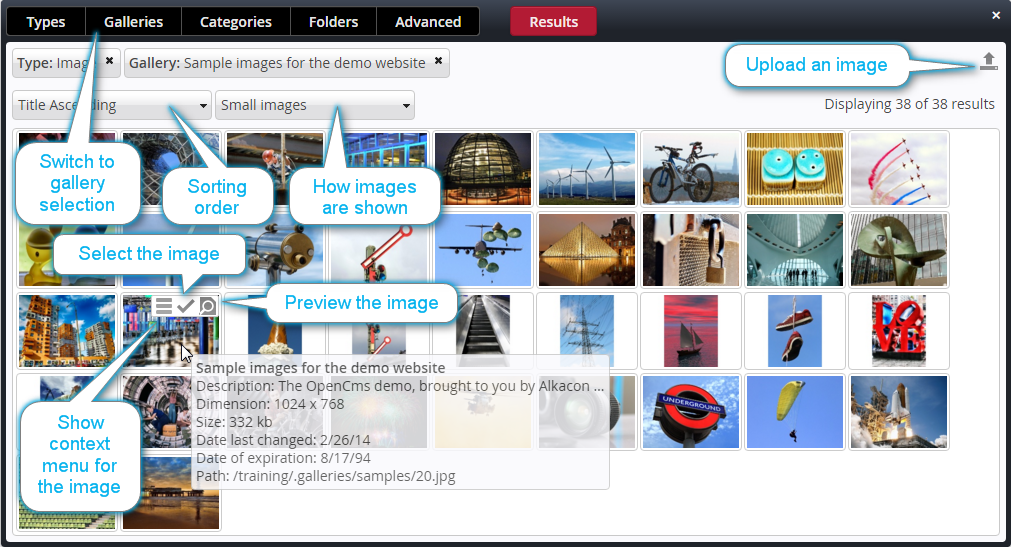 Types Galleries Categories Folders Advanced Results
Type: Imag Gallery: Sample images for the demo website
Upload an image
Title Ascending Small images
Displaying 38 of 38 results
Switch to
gallery
selection
Sorting
order
How images
are shown
Select the image
Preview the image
LOVE
Sample images for the demo website
Description: The OpenCms demo, brought to you by Alkacon ...
Dimension: 1024 x 768
Size: 332 kb
Date last changed: 2/26/14
Date of expiration: 8/17/94
Path: /training/.galleries/samples/20.jpg
UNDERGROUND
Show
context
menu for
the image